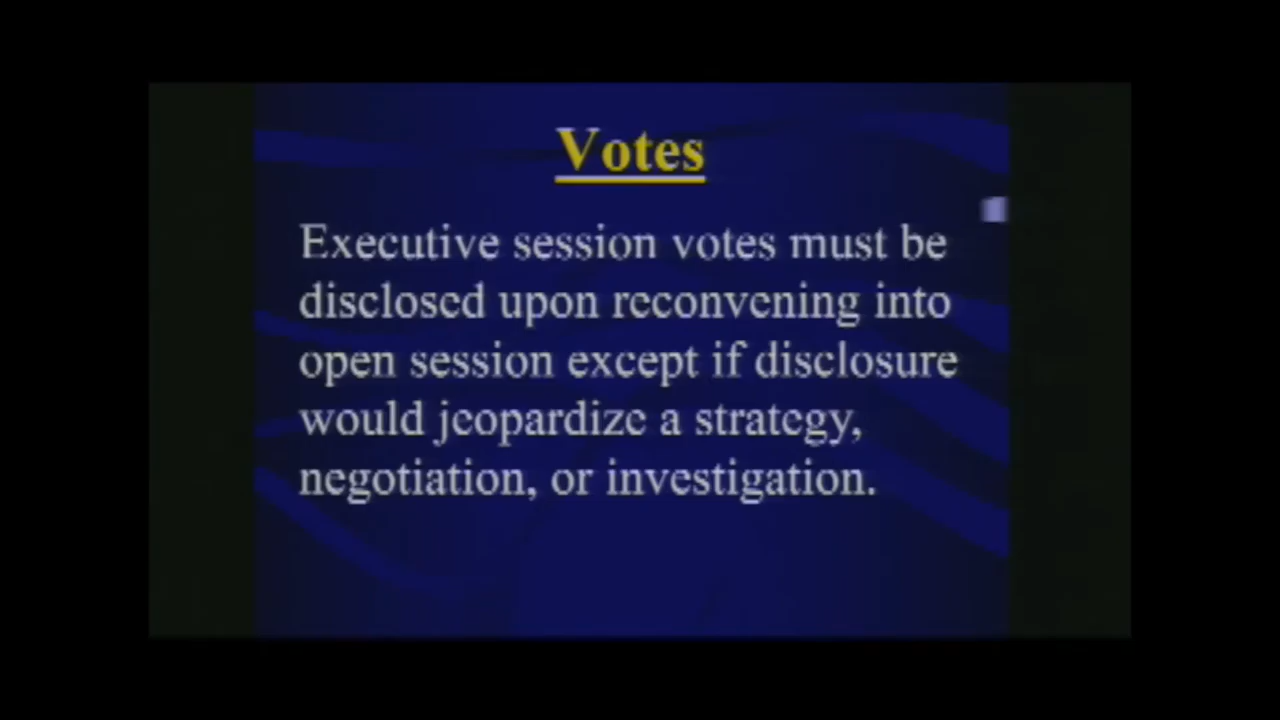 Votes
Executive session votes must be
disclosed upon reconvening into
open session except if disclosure
would jeopardize a strategy,
negotiation, or investigation.